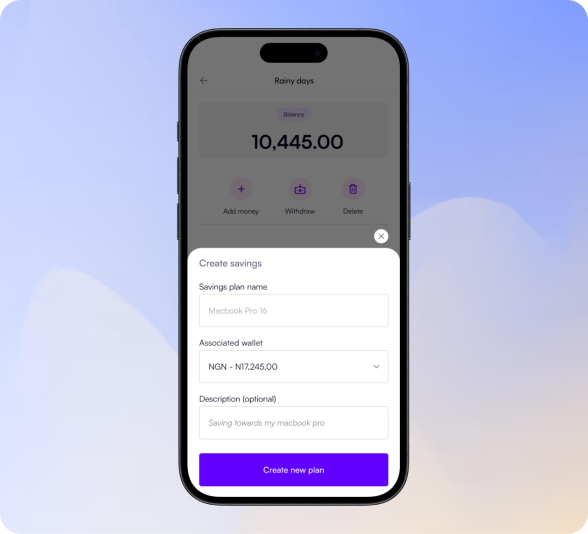 Rainy days
Balance
10,445.00
Add money
Withdraw
Delete
Create savings
Savings plan name
Macbook Pro 16
Associated wallet
NGN - N17,245.00
Description (optional)
Saving towards my macbook pro
Create new plan